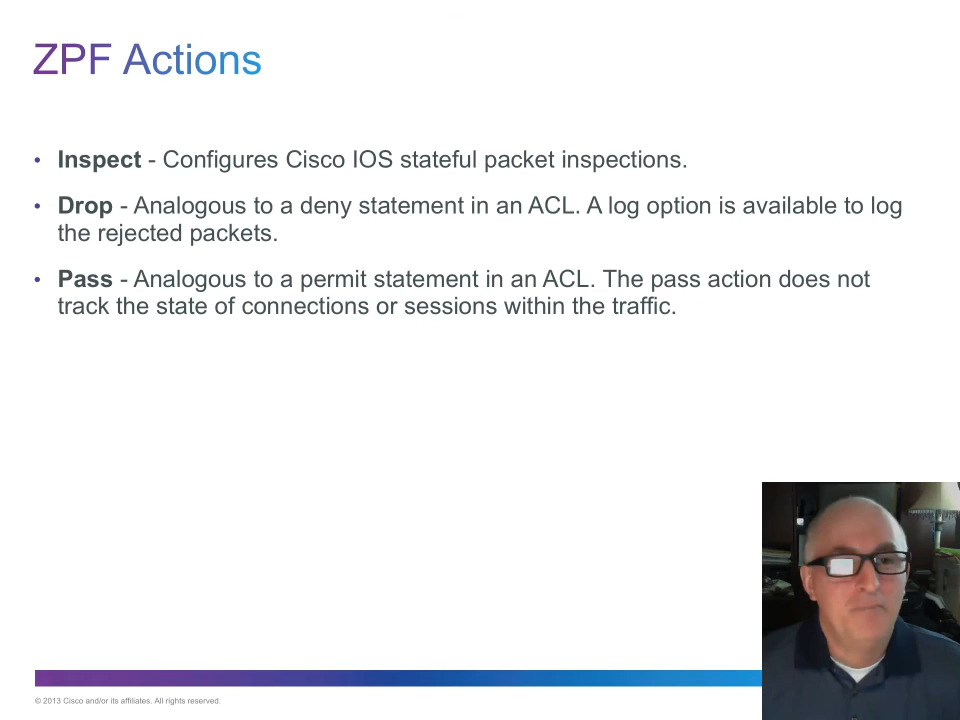 ZPF Actions
• Inspect - Configures Cisco IOS stateful packet inspections.
• Drop - Analogous to a deny statement in an ACL. A log option is available to log
the rejected packets.
• Pass - Analogous to a permit statement in an ACL. The pass action does not
track the state of connections or sessions within the traffic.
© 2013 Cisco and/or its affiliates. All rights reserved.